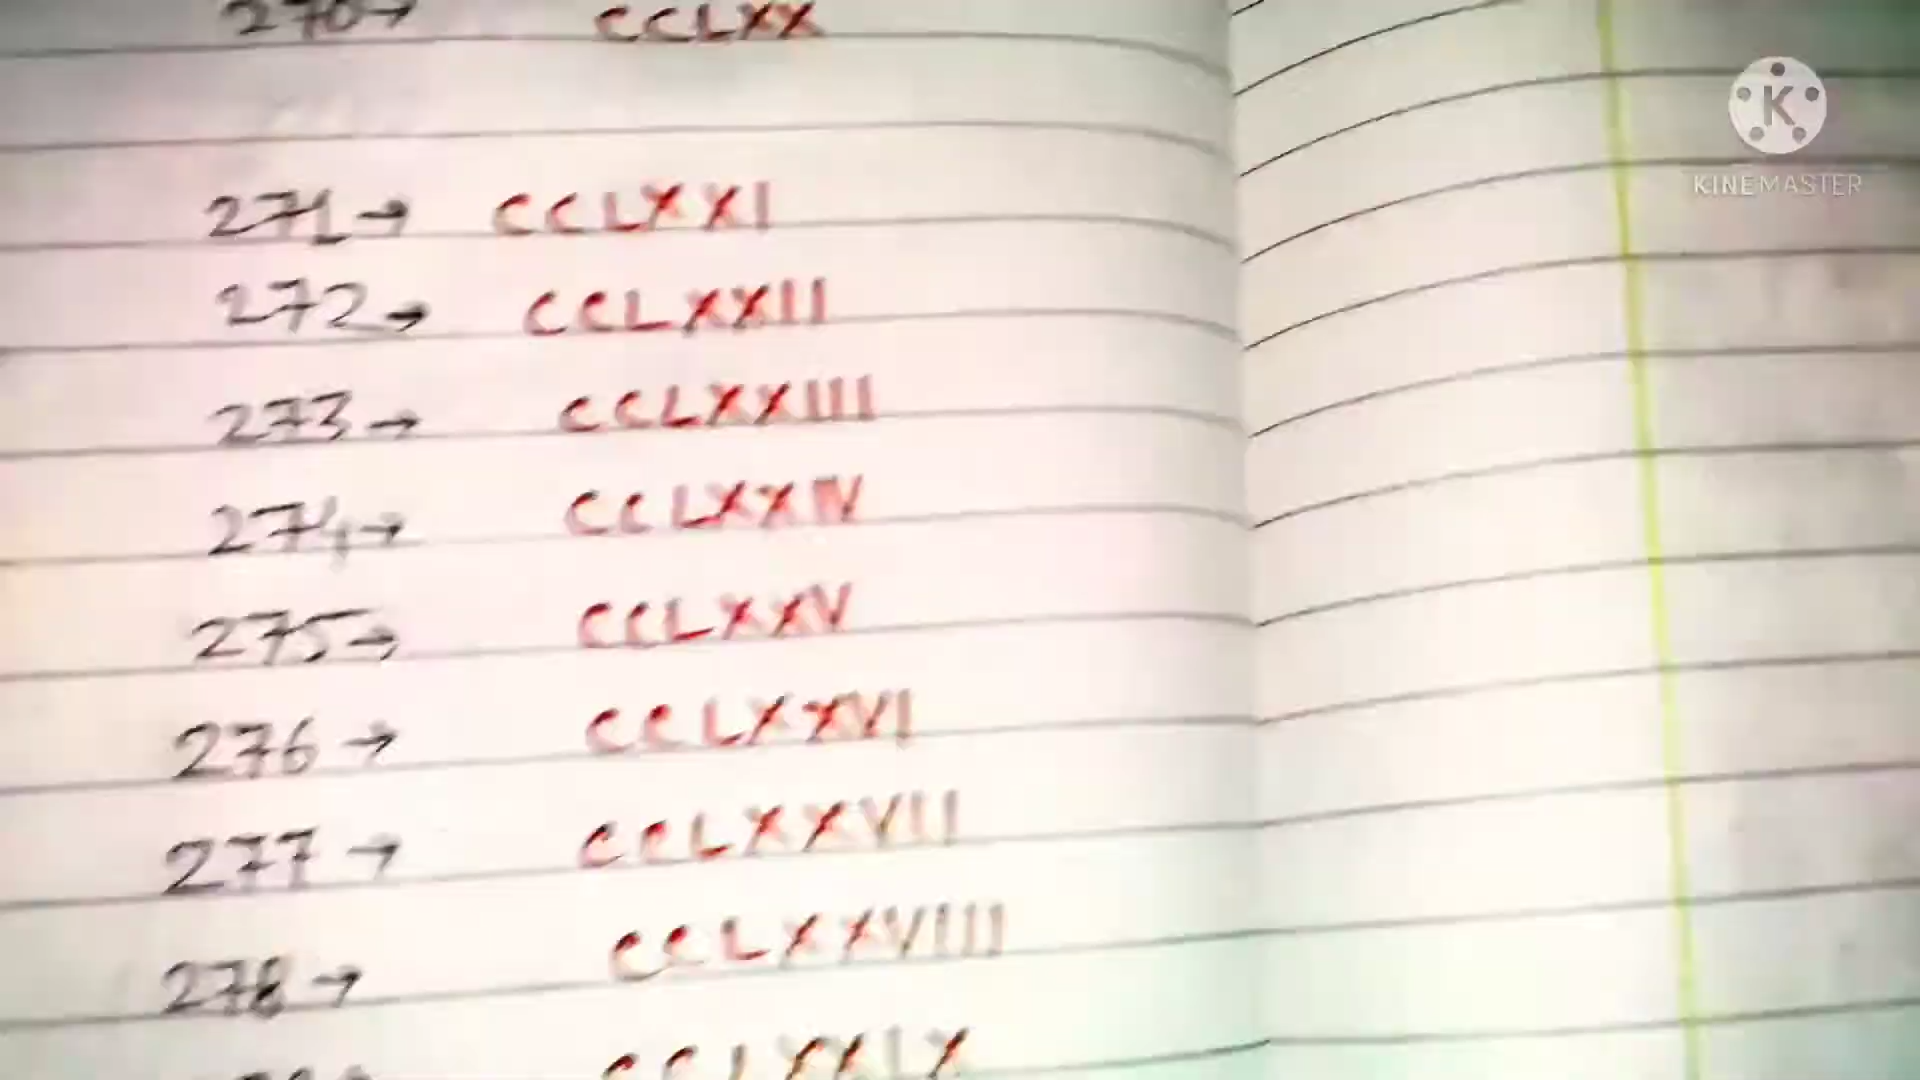 270→ CCLXX
K
KINEMASTER
271→ CCLXXI
272→ CCLXXII
273→ CCLXXIII
274→ CCLXXIV
275→ CCLXXV
276→ CCLXXVI
277→ CCLXXVII
278→ CCLXXVIII
CCLXXIX